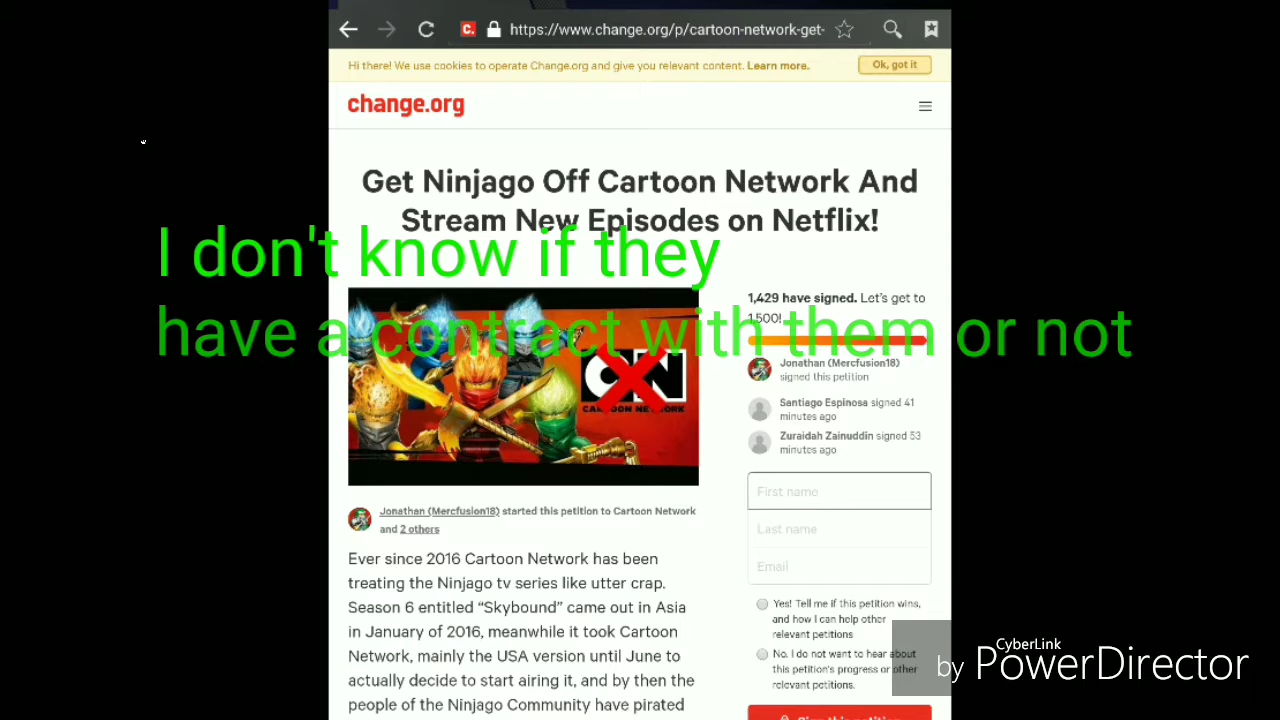 https://www.change.org/p/cartoon-network-get-
Hi there! We use cookies to operate Change.org and give you relevant content. Learn more.
Ok, got it
change.org
Get Ninjago Off Cartoon Network And
Stream New Episodes on Netflix!
I don't know if they
have a contract with them or not
CN
CARTOON NETWORK
1,429 have signed. Let's get to
1,500!
Jonathan (Mercfusion18)
signed this petition
Santiago Espinosa signed 41
minutes ago
Zuraidah Zainuddin signed 53
minutes ago
First name
Last name
Email
Yes! Tell me if this petition wins,
and how I can help other
relevant petitions
No. I do not want to hear about
this petition's progress or other
relevant petitions.
Sign this petition
Jonathan (Mercfusion18) started this petition to Cartoon Network
and 2 others
Ever since 2016 Cartoon Network has been
treating the Ninjago tv series like utter crap.
Season 6 entitled “Skybound” came out in Asia
in January of 2016, meanwhile it took Cartoon
Network, mainly the USA version until June to
actually decide to start airing it, and by then the
people of the Ninjago Community have pirated
CyberLink
by PowerDirector